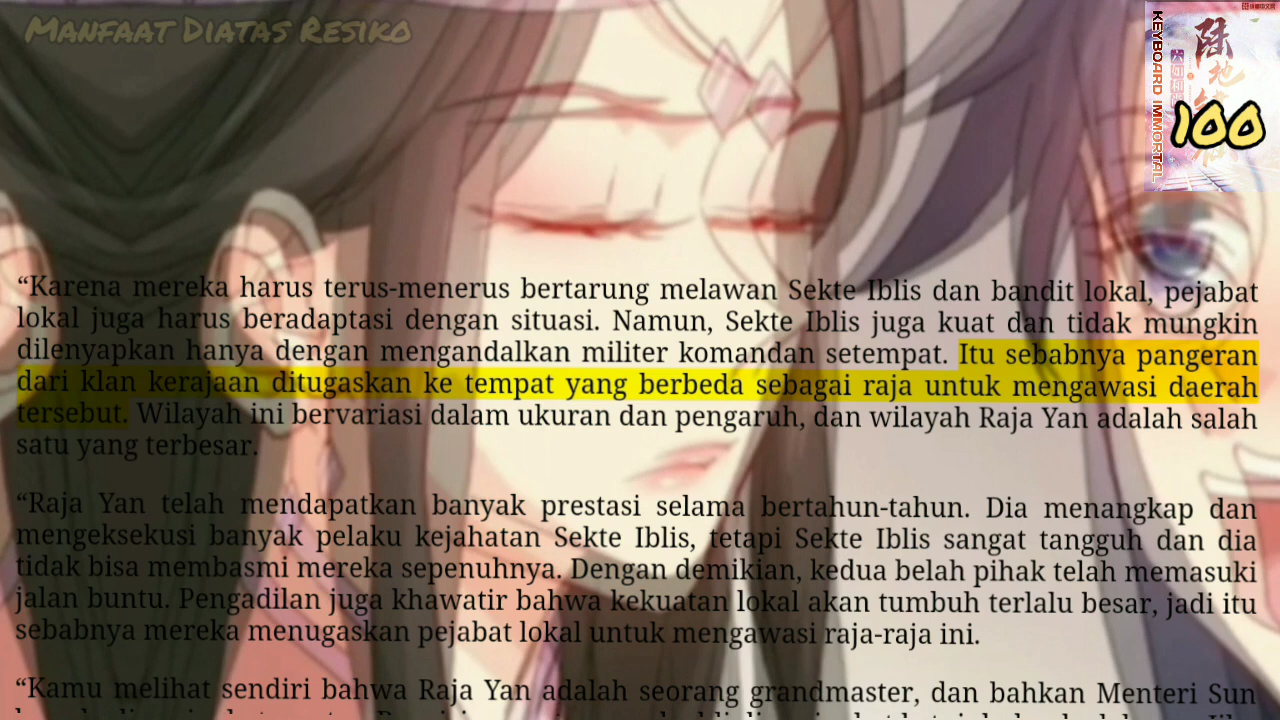 Manfaat Diatas Resiko
KEYBOARD IMMORTAL
100
“Karena mereka harus terus-menerus bertarung melawan Sekte Iblis dan bandit lokal, pejabat
lokal juga harus beradaptasi dengan situasi. Namun, Sekte Iblis juga kuat dan tidak mungkin
dilenyapkan hanya dengan mengandalkan militer komandan setempat. Itu sebabnya pangeran
dari klan kerajaan ditugaskan ke tempat yang berbeda sebagai raja untuk mengawasi daerah
tersebut. Wilayah ini bervariasi dalam ukuran dan pengaruh, dan wilayah Raja Yan adalah salah
satu yang terbesar.
“Raja Yan telah mendapatkan banyak prestasi selama bertahun-tahun. Dia menangkap dan
mengeksekusi banyak pelaku kejahatan Sekte Iblis, tetapi Sekte Iblis sangat tangguh dan dia
tidak bisa membasmi mereka sepenuhnya. Dengan demikian, kedua belah pihak telah memasuki
jalan buntu. Pengadilan juga khawatir bahwa kekuatan lokal akan tumbuh terlalu besar, jadi itu
sebabnya mereka menugaskan pejabat lokal untuk mengawasi raja-raja ini.
“Kamu melihat sendiri bahwa Raja Yan adalah seorang grandmaster, dan bahkan Menteri Sun